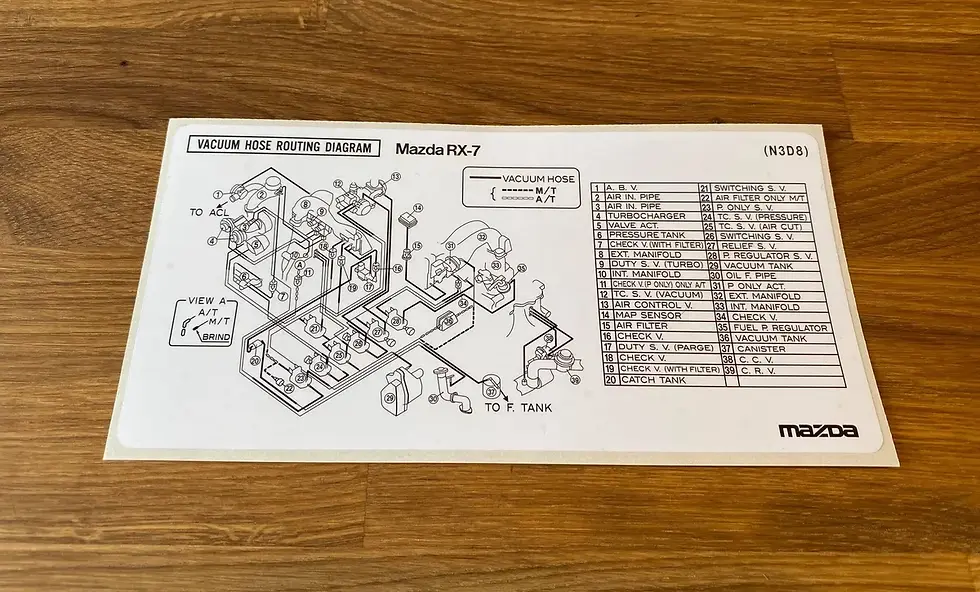 VACUUM HOSE ROUTING DIAGRAM Mazda RX-7 (N3D8)
VACUUM HOSE
M/T
A/T
TO ACL
VIEW A
A/T
M/T
BRIND
TO F. TANK
1 A. B. V.
2 AIR IN. PIPE
3 AIR IN. PIPE
4 TURBOCHARGER
5 VALVE ACT.
6 PRESSURE TANK
7 CHECK V. (WITH FILTER)
8 EXT. MANIFOLD
9 DUTY S. V. (TURBO)
10 INT. MANIFOLD
11 CHECK V.(P ONLY) ONLY A/T
12 TC. S. V. (VACUUM)
13 AIR CONTROL V.
14 MAP SENSOR
15 AIR FILTER
16 CHECK V.
17 DUTY S. V. (PARGE)
18 CHECK V.
19 CHECK V. (WITH FILTER)
20 CATCH TANK
21 SWITCHING S. V.
22 AIR FILTER ONLY M/T
23 P. ONLY S. V.
24 TC. S. V. (PRESSURE)
25 TC. S. V. (AIR CUT)
26 SWITCHING S. V.
27 RELIEF S. V.
28 P. REGULATOR S. V.
29 VACUUM TANK
30 OIL F. PIPE
31 P ONLY ACT.
32 EXT. MANIFOLD
33 INT. MANIFOLD
34 CHECK V.
35 FUEL P. REGULATOR
36 VACUUM TANK
37 CANISTER
38 C. C. V.
39 C. R. V.
mazda